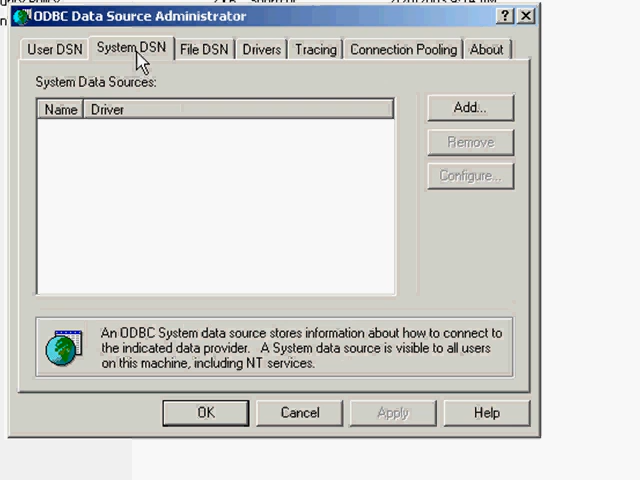 ODBC Data Source Administrator
User DSN System DSN File DSN Drivers Tracing Connection Pooling About
System Data Sources:
Name Driver
Add...
Remove
Configure...
An ODBC System data source stores information about how to connect to
the indicated data provider. A System data source is visible to all users
on this machine, including NT services.
OK Cancel Apply Help